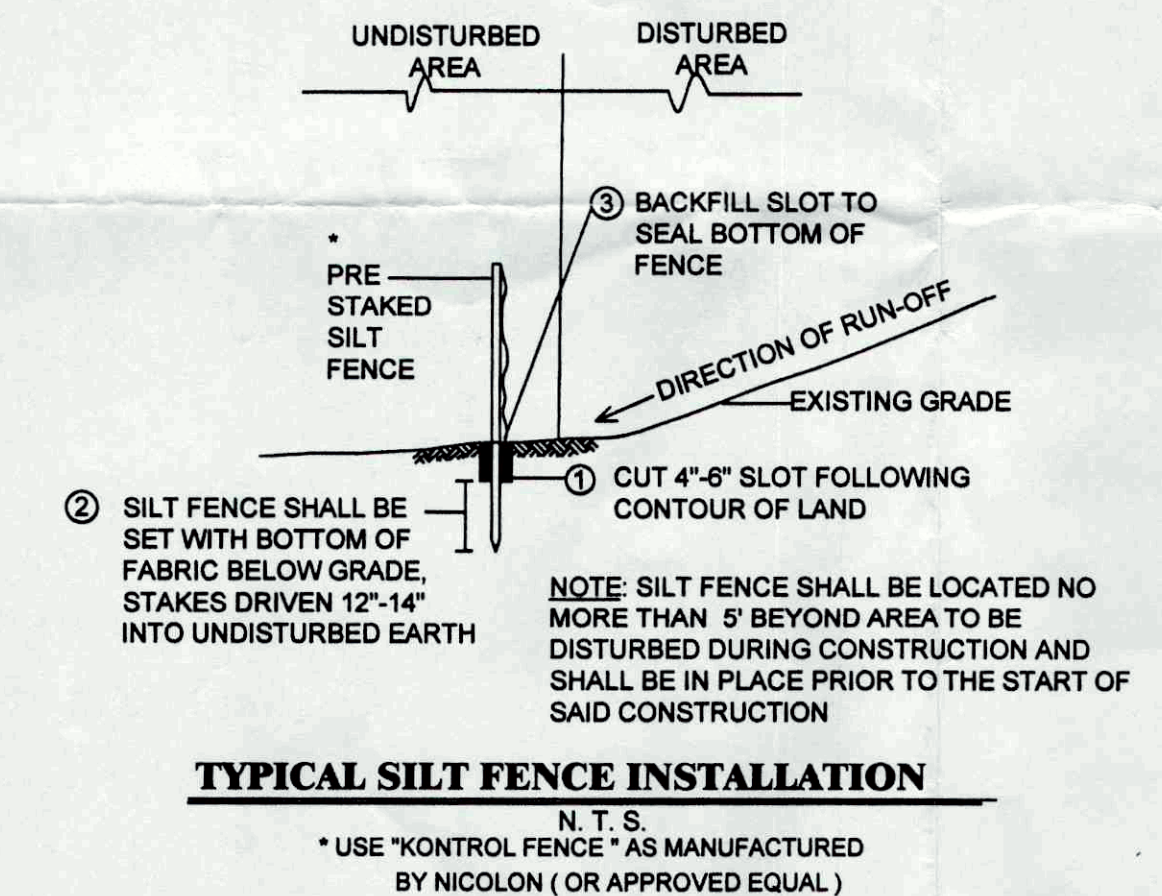 UNDISTURBED
AREA
DISTURBED
AREA
③ BACKFILL SLOT TO
SEAL BOTTOM OF
FENCE
*
PRE
STAKED
SILT
FENCE
DIRECTION OF RUN-OFF
EXISTING GRADE
① CUT 4"-6" SLOT FOLLOWING
CONTOUR OF LAND
② SILT FENCE SHALL BE
SET WITH BOTTOM OF
FABRIC BELOW GRADE,
STAKES DRIVEN 12"-14"
INTO UNDISTURBED EARTH
NOTE: SILT FENCE SHALL BE LOCATED NO
MORE THAN 5' BEYOND AREA TO BE
DISTURBED DURING CONSTRUCTION AND
SHALL BE IN PLACE PRIOR TO THE START OF
SAID CONSTRUCTION
TYPICAL SILT FENCE INSTALLATION
N. T. S.
* USE "KONTROL FENCE " AS MANUFACTURED
BY NICOLON ( OR APPROVED EQUAL )